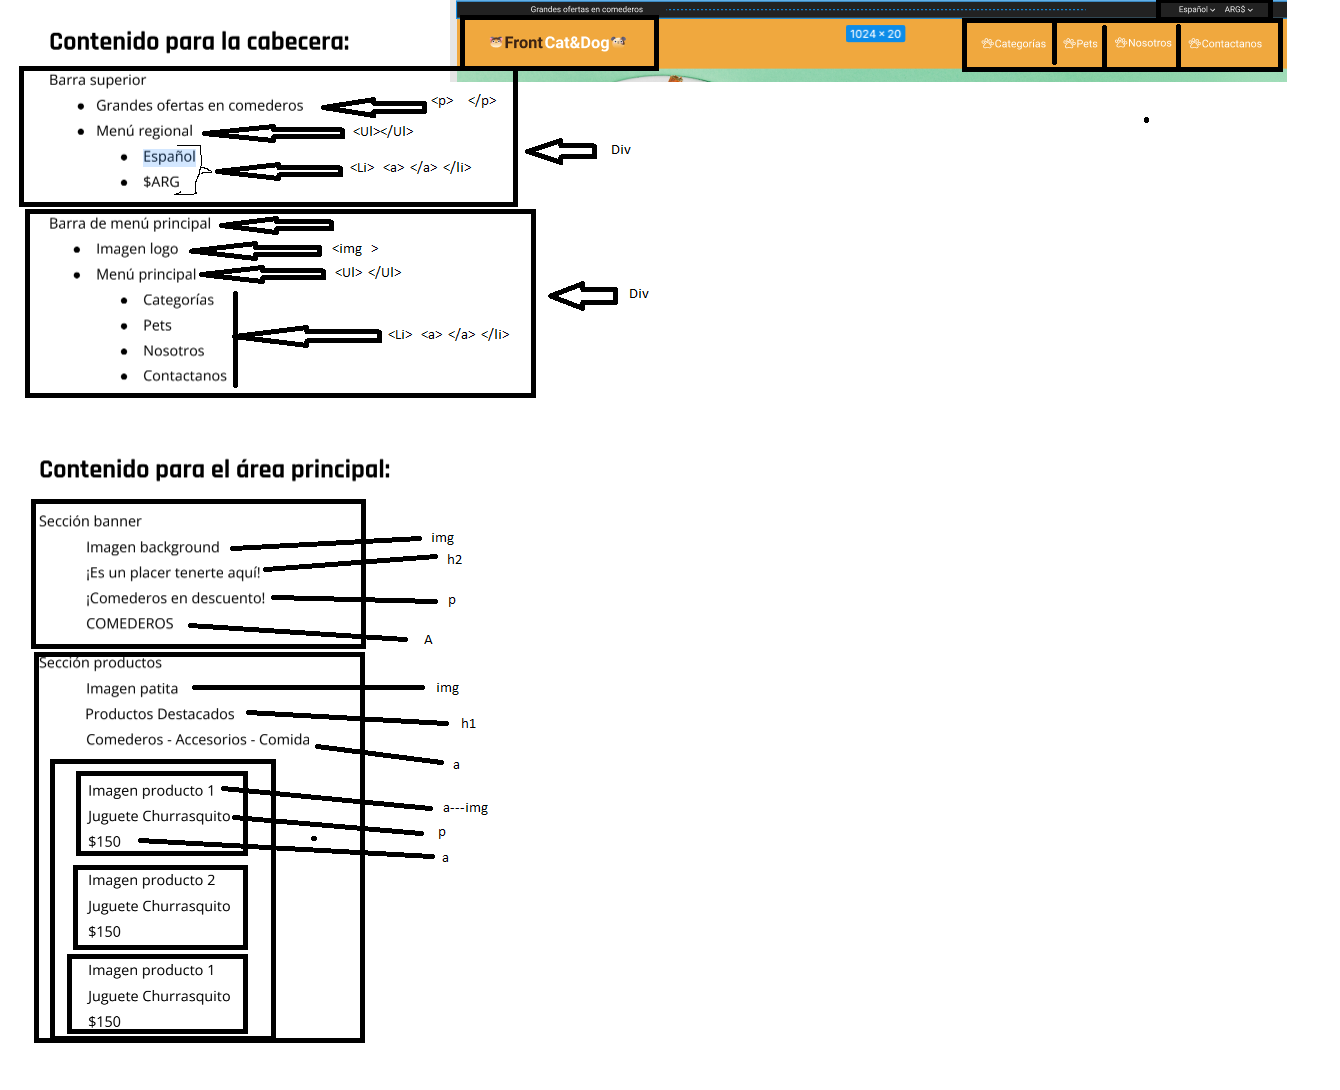 Grandes ofertas en comederos
Español ARG$
FrontCat&Dog
1024 × 20
Categorías Pets Nosotros Contactanos
Contenido para la cabecera:
Barra superior
Grandes ofertas en comederos <p> </p>
Menú regional <Ul></Ul>
Español
$ARG
<Li> <a> </a> </li>
Div
Barra de menú principal
Imagen logo <img >
Menú principal <Ul> </Ul>
Categorías
Pets
Nosotros
Contactanos
<Li> <a> </a> </li>
Div
Contenido para el área principal:
Sección banner
Imagen background img
¡Es un placer tenerte aquí! h2
¡Comederos en descuento! p
COMEDEROS A
Sección productos
Imagen patita img
Productos Destacados h1
Comederos - Accesorios - Comida a
Imagen producto 1 a---img
Juguete Churrasquito p
$150 a
Imagen producto 2
Juguete Churrasquito
$150
Imagen producto 1
Juguete Churrasquito
$150